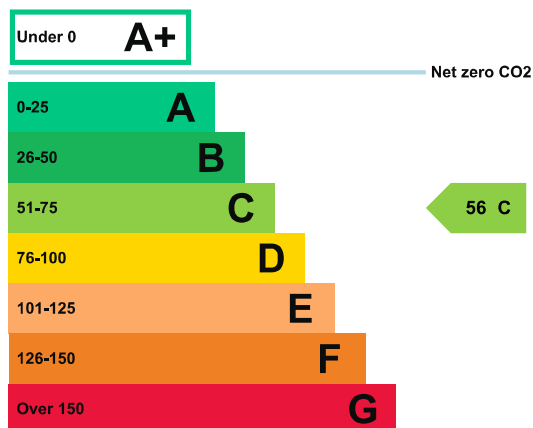 Under 0 A+
Net zero CO2
0-25 A
26-50 B
51-75 C
56 C
76-100 D
101-125 E
126-150 F
Over 150 G